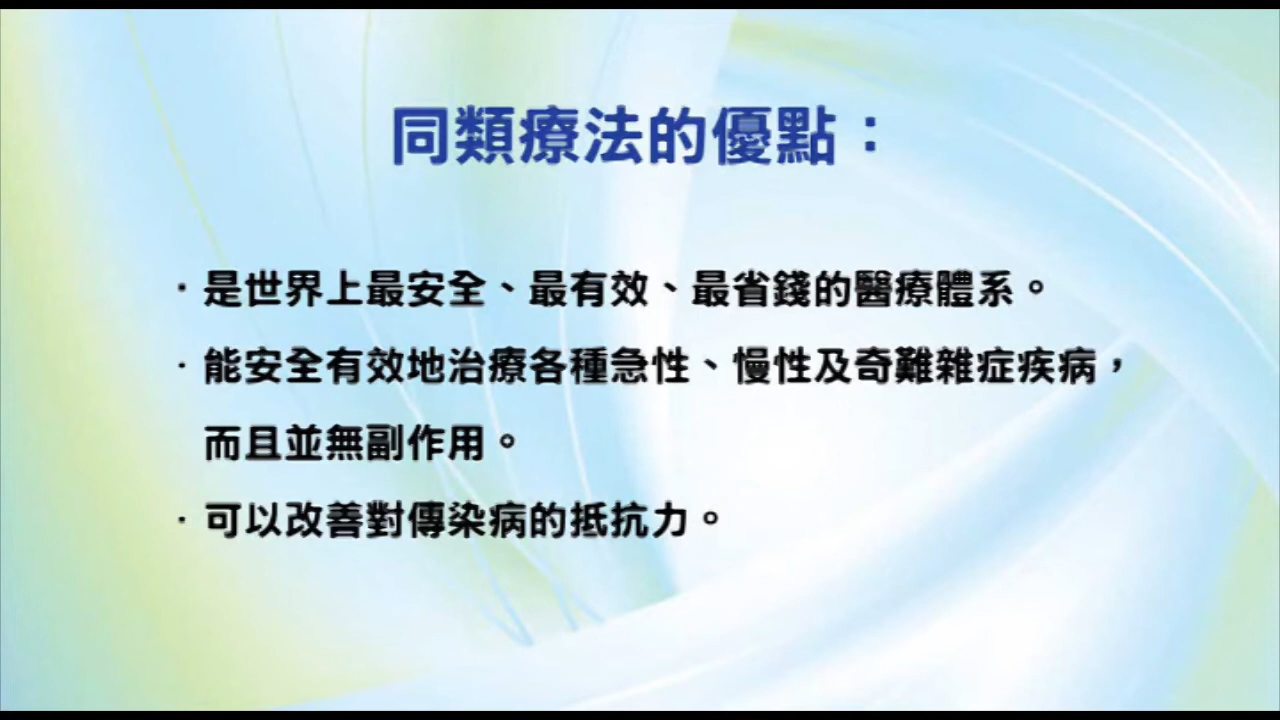 同類療法的優點：
·是世界上最安全、最有效、最省錢的醫療體系。
·能安全有效地治療各種急性、慢性及奇難雜症疾病，
而且並無副作用。
·可以改善對傳染病的抵抗力。